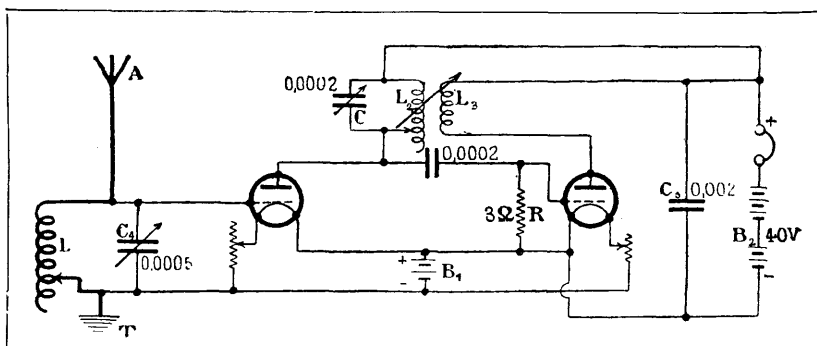 A
0,0002
C
L2
L3
0,0002
L
C4
0,0005
T
3Ω R
+
-
B1
C3 0,002
+
B2 40V
-